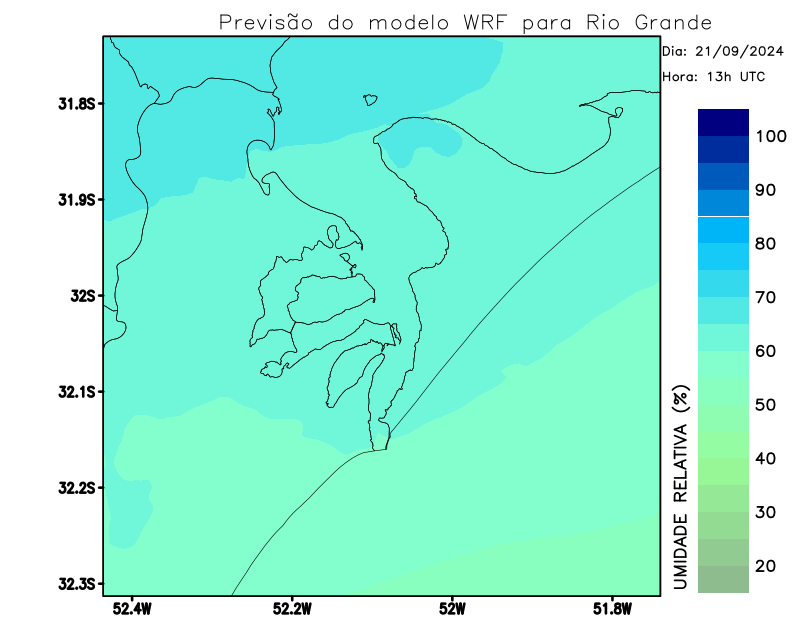 Previsão do modelo WRF para Rio Grande
Dia: 21/09/2024
Hora: 13h UTC
31.8S
31.9S
32S
32.1S
32.2S
32.3S
52.4W 52.2W 52W 51.8W
100
90
80
70
60
50
40
30
20
UMIDADE RELATIVA (%)